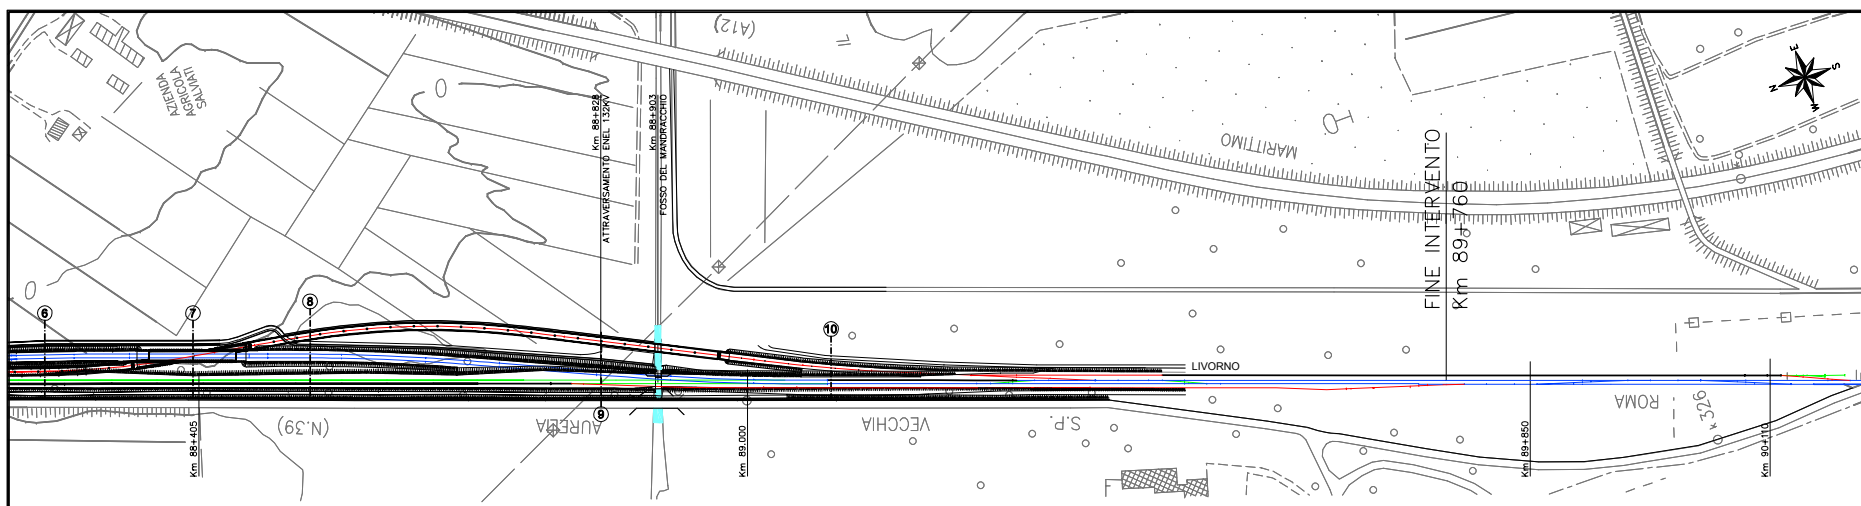 AZIENDA
AGRICOLA
SALVIATI
(A12)
Km 88+828
ATTRAVERSAMENTO ENEL 132KV
Km 88+903
FOSSO DEL MANDRACCHIO
MARITTIMO
FINE INTERVENTO
Km 89+760
N
E
S
W
6
7
8
9
10
LIVORNO
ROMA
(N.39)
AURELIA
VECCHIA
S.P.
k 326
Km 88+405
Km 89.000
Km 89+850
Km 90+110